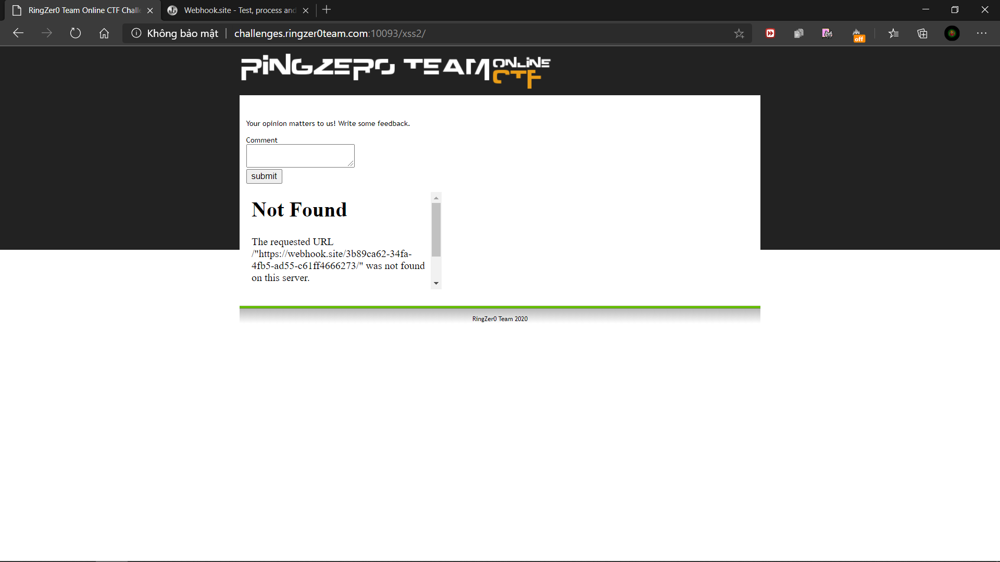 RingZer0 Team Online CTF Chall
Webhook.site - Test, process and
Không bảo mật
challenges.ringzer0team.com:10093/xss2/
off
RINGZER0 TEAM ONLINE CTF
Your opinion matters to us! Write some feedback.
Comment
submit
Not Found
The requested URL
/"https://webhook.site/3b89ca62-34fa-
4fb5-ad55-c61ff4666273/" was not found
on this server.
RingZer0 Team 2020